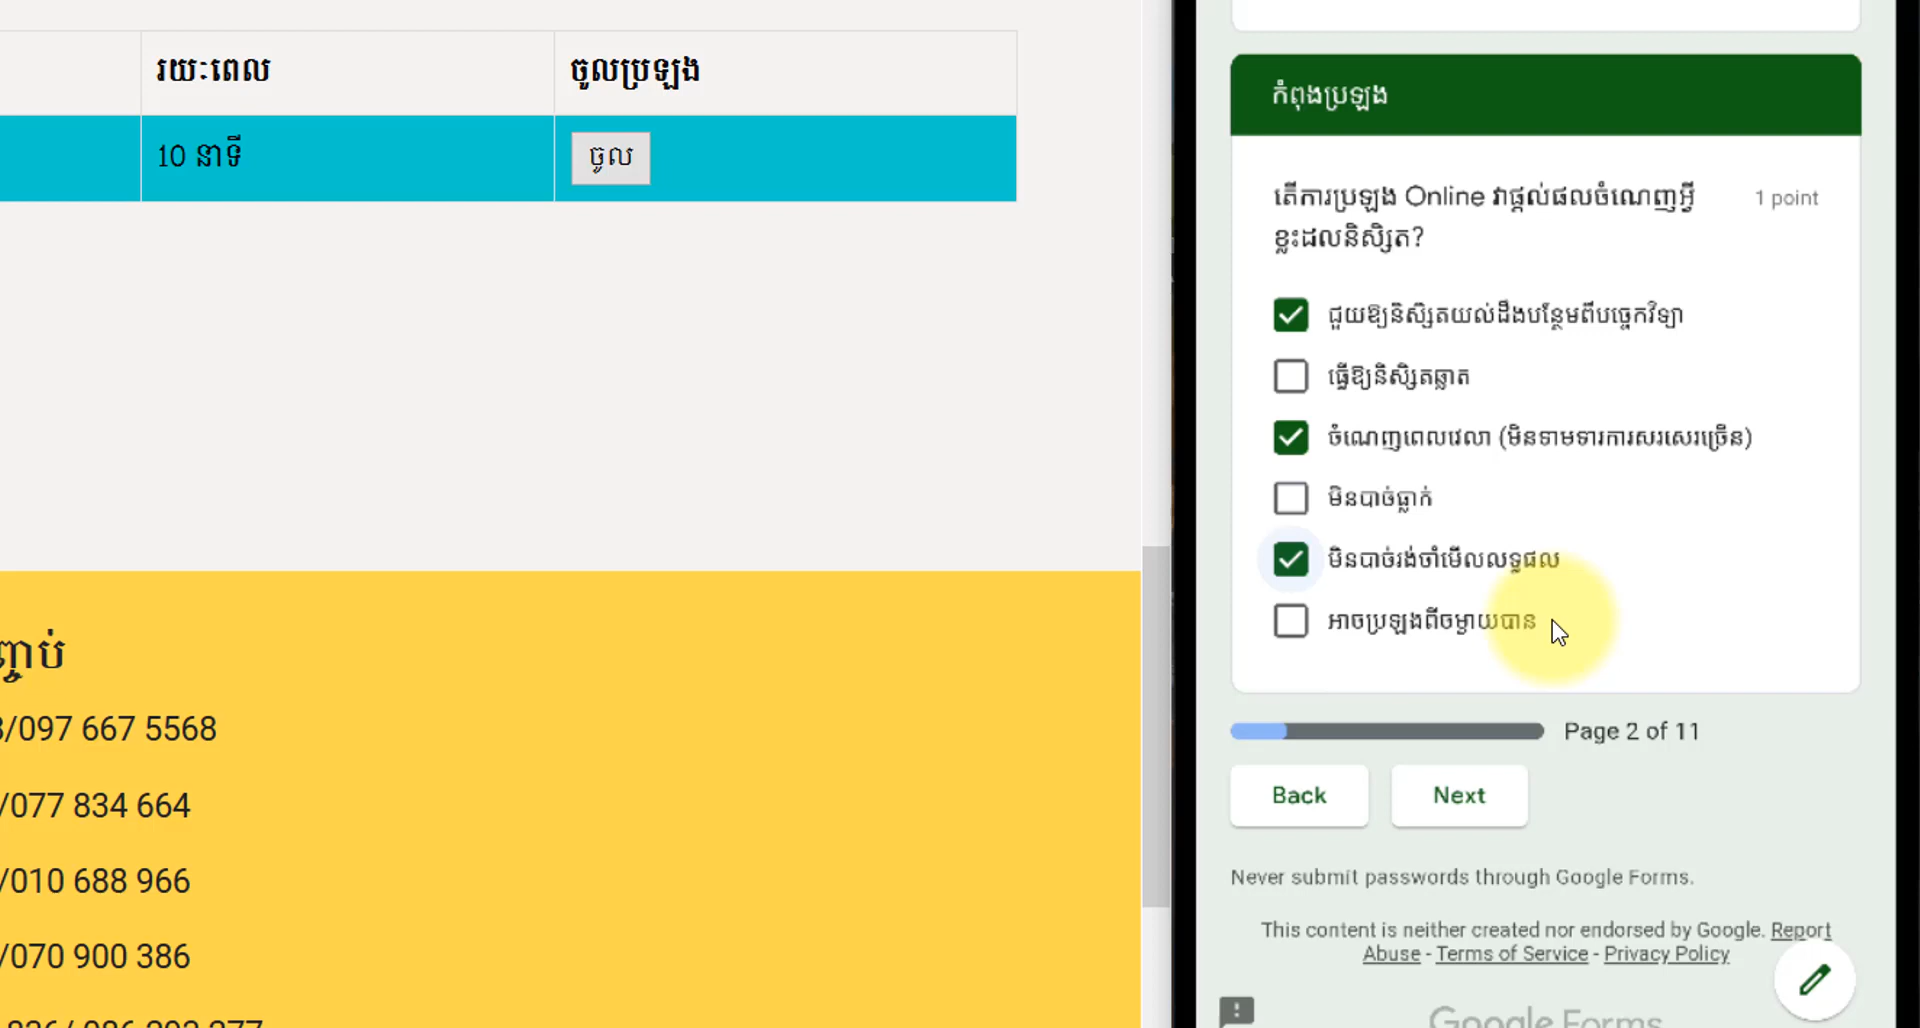 រយៈពេល
ចូលប្រឡង
10 នាទី
ចូល
097 667 5568
/077 834 664
/010 688 966
/070 900 386
កំពុងប្រឡង
តើការប្រឡង Online វាផ្តល់ផលចំណេញអ្វី
ខ្លះដលនិស្សិត?
1 point
ជួយឱ្យនិស្សិតយល់ដឹងបន្ថែមពីបច្ចេកវិទ្យា
ធ្វើឱ្យនិស្សិតឆ្លាត
ចំណេញពេលវេលា (មិនទាមទារការសរសេរច្រើន)
មិនបាច់ធ្លាក់
មិនបាច់រង់ចាំមើលលទ្ធផល
អាចប្រឡងពីចម្ងាយបាន
Page 2 of 11
Back
Next
Never submit passwords through Google Forms.
This content is neither created nor endorsed by Google. Report
Abuse - Terms of Service - Privacy Policy
Google Forms